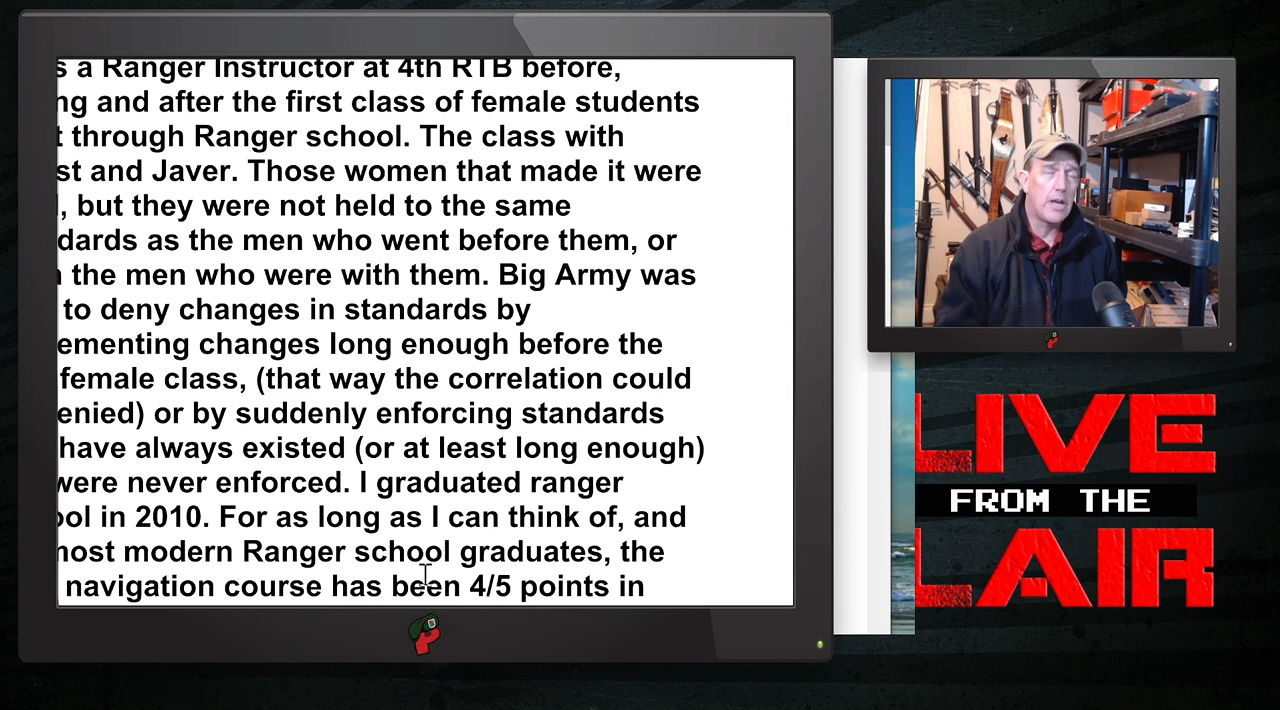 s a Ranger Instructor at 4th RTB before,
ng and after the first class of female students
t through Ranger school. The class with
st and Javer. Those women that made it were
, but they were not held to the same
dards as the men who went before them, or
the men who were with them. Big Army was
to deny changes in standards by
ementing changes long enough before the
female class, (that way the correlation could
enied) or by suddenly enforcing standards
have always existed (or at least long enough)
were never enforced. I graduated ranger
ool in 2010. For as long as I can think of, and
most modern Ranger school graduates, the
navigation course has been 4/5 points in
LIVE
FROM THE
LAIR